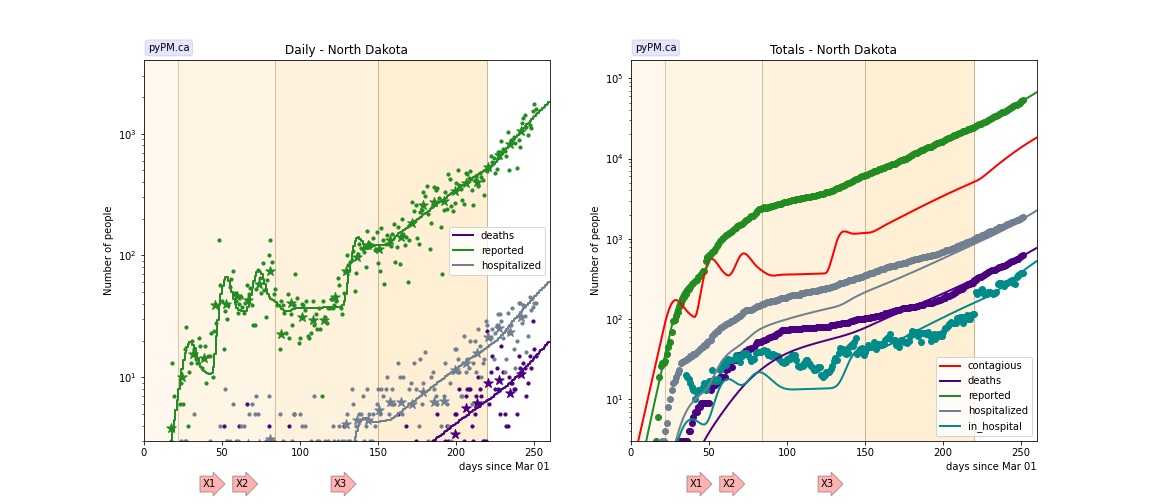 pyPM.ca
Daily - North Dakota
Number of people
10³
10²
10¹
deaths
reported
hospitalized
0 50 100 150 200 250
days since Mar 01
X1 X2 X3
pyPM.ca
Totals - North Dakota
Number of people
10⁵
10⁴
10³
10²
10¹
contagious
deaths
reported
hospitalized
in_hospital
0 50 100 150 200 250
days since Mar 01
X1 X2 X3